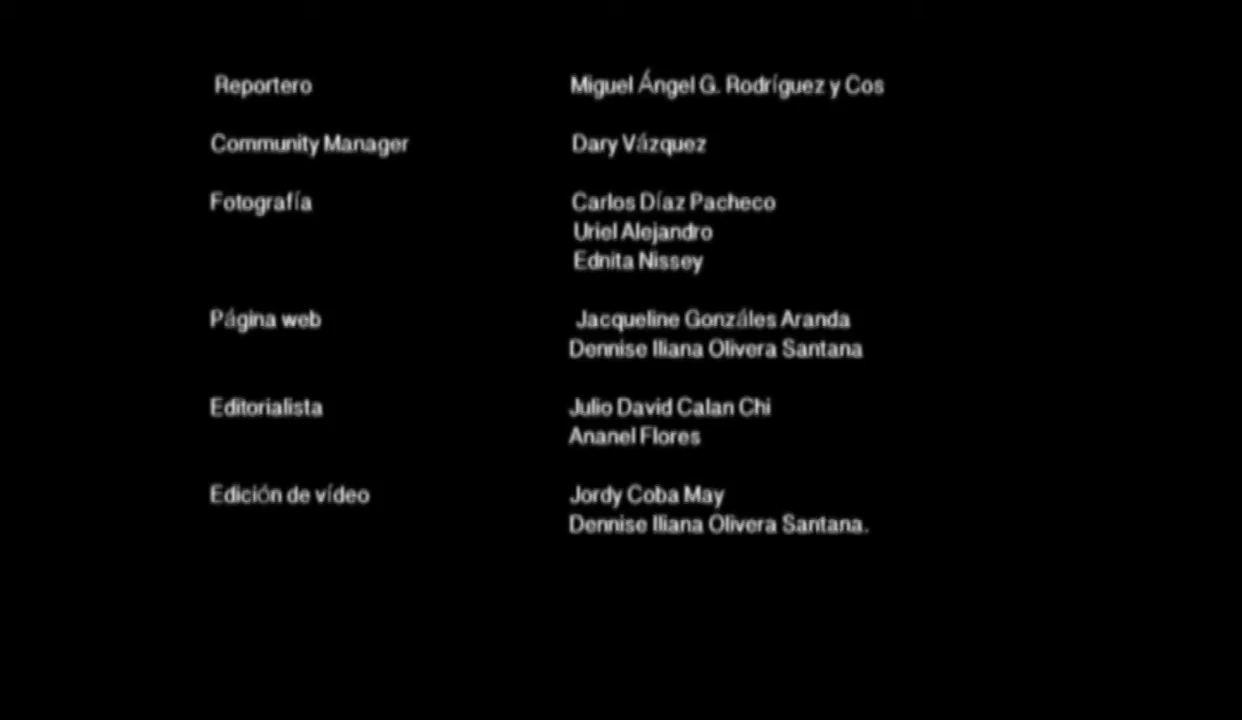 Reportero Miguel Ángel G. Rodríguez y Cos
Community Manager Dary Vázquez
Fotografía Carlos Díaz Pacheco
Uriel Alejandro
Ednita Nissey
Página web Jacqueline Gonzáles Aranda
Dennise Iliana Olivera Santana
Editorialista Julio David Calan Chi
Ananel Flores
Edición de vídeo Jordy Coba May
Dennise Iliana Olivera Santana.